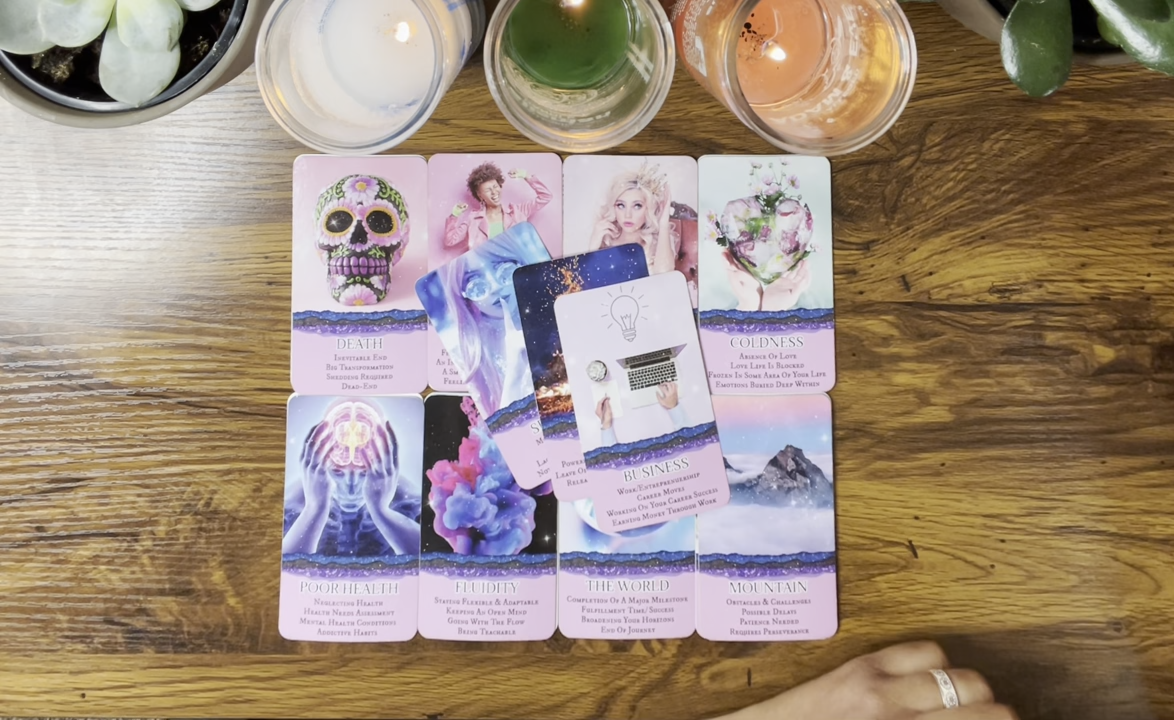 DEATH
INEVITABLE END
BIG TRANSFORMATION
SHEDDING REQUIRED
DEAD-END
COLDNESS
ABSENCE OF LOVE
LOVE LIFE IS BLOCKED
FROZEN IN SOME AREA OF YOUR LIFE
EMOTIONS BURIED DEEP WITHIN
BUSINESS
WORK/ENTREPRENEURSHIP
CAREER MOVES
WORKING ON YOUR CAREER SUCCESS
EARNING MONEY THROUGH WORK
POOR HEALTH
NEGLECTING HEALTH
HEALTH NEEDS ASSESSMENT
MENTAL HEALTH CONDITIONS
ADDICTIVE HABITS
FLUIDITY
STAYING FLEXIBLE & ADAPTABLE
KEEPING AN OPEN MIND
GOING WITH THE FLOW
BEING TEACHABLE
THE WORLD
COMPLETION OF A MAJOR MILESTONE
FULFILLMENT TIME/ SUCCESS
BROADENING YOUR HORIZONS
END OF JOURNEY
MOUNTAIN
OBSTACLES & CHALLENGES
POSSIBLE DELAYS
PATIENCE NEEDED
REQUIRES PERSEVERANCE